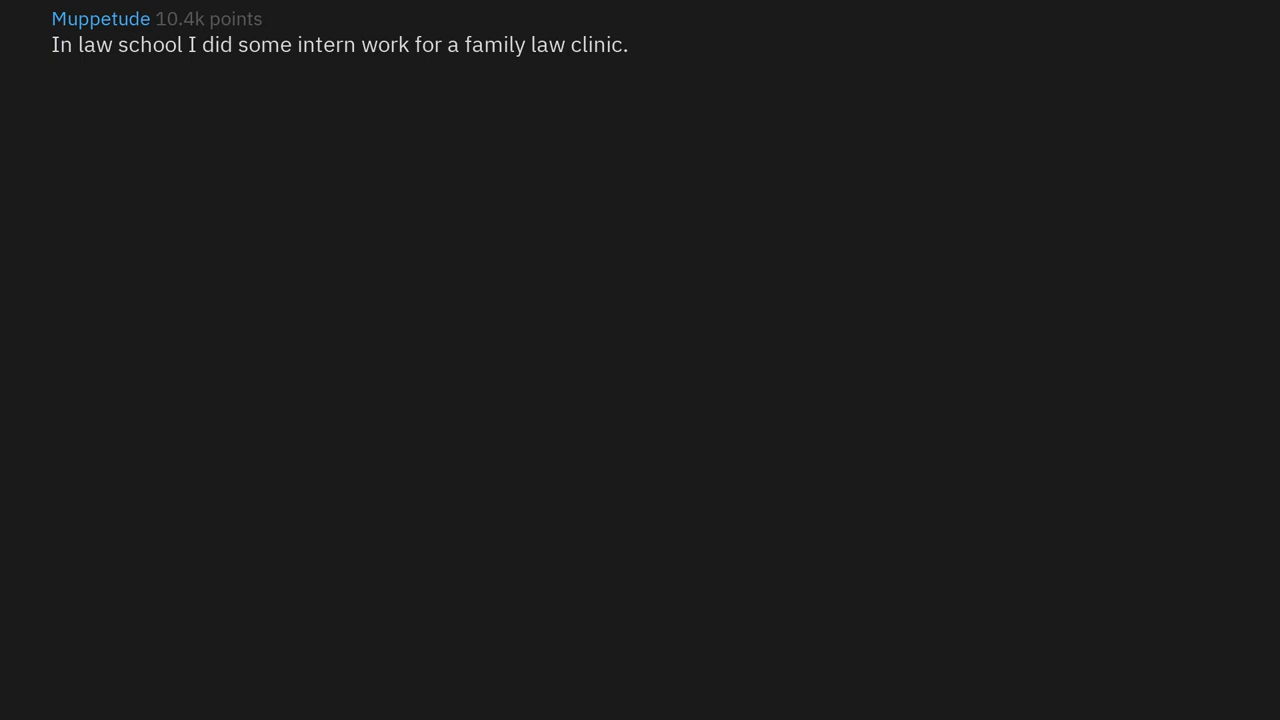 Muppetude 10.4k points
In law school I did some intern work for a family law clinic.